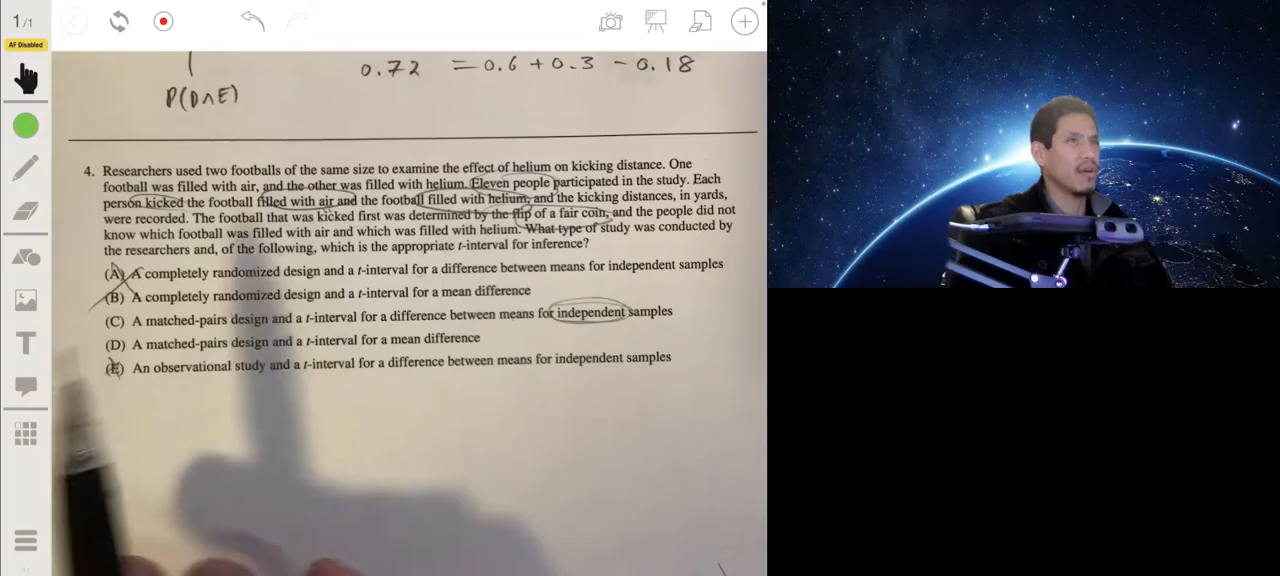 1/1
AF Disabled
0.72 = 0.6 + 0.3 - 0.18
P(D∩E)
4. Researchers used two footballs of the same size to examine the effect of helium on kicking distance. One
football was filled with air, and the other was filled with helium. Eleven people participated in the study. Each
person kicked the football filled with air and the football filled with helium, and the kicking distances, in yards,
were recorded. The football that was kicked first was determined by the flip of a fair coin, and the people did not
know which football was filled with air and which was filled with helium. What type of study was conducted by
the researchers and, of the following, which is the appropriate t-interval for inference?
(A) A completely randomized design and a t-interval for a difference between means for independent samples
(B) A completely randomized design and a t-interval for a mean difference
(C) A matched-pairs design and a t-interval for a difference between means for independent samples
(D) A matched-pairs design and a t-interval for a mean difference
(E) An observational study and a t-interval for a difference between means for independent samples
T